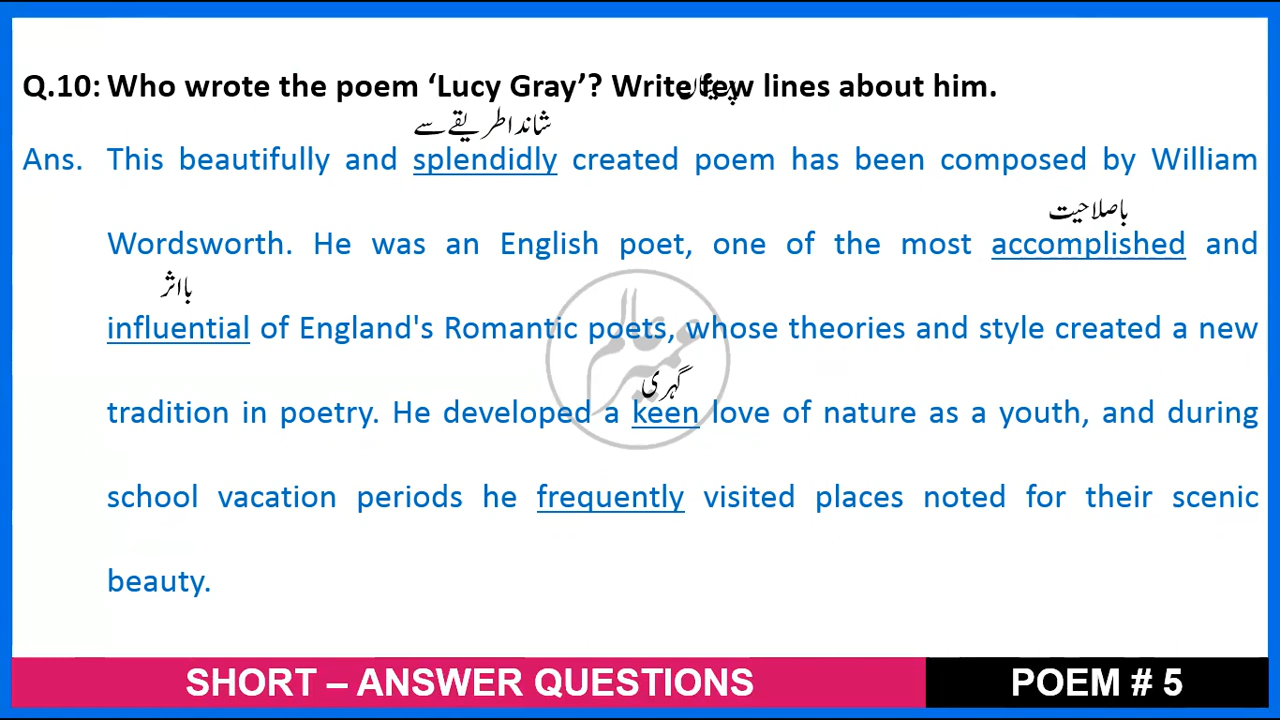 Q.10: Who wrote the poem ‘Lucy Gray’? Write few lines about him.
شاندا طریقے سے
Ans. This beautifully and splendidly created poem has been composed by William
باصلاحیت
Wordsworth. He was an English poet, one of the most accomplished and
بااثر
influential of England's Romantic poets, whose theories and style created a new
گہری
tradition in poetry. He developed a keen love of nature as a youth, and during
school vacation periods he frequently visited places noted for their scenic
beauty.
SHORT – ANSWER QUESTIONS
POEM # 5